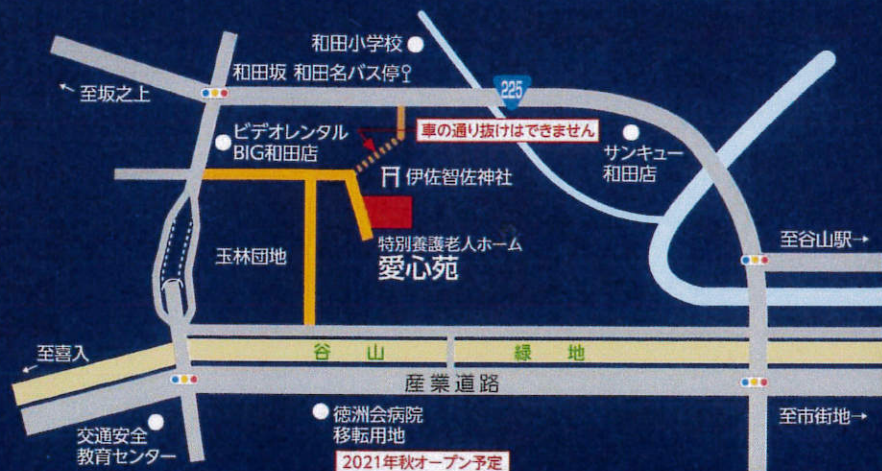 和田小学校
和田坂 和田名バス停
225
←至坂之上
ビデオレンタル
BIG和田店
車の通り抜けはできません
サンキュー
和田店
伊佐智佐神社
特別養護老人ホーム
愛心苑
玉林団地
至谷山駅→
←至喜入
谷山緑地
産業道路
至市街地→
交通安全
教育センター
徳洲会病院
移転用地
2021年秋オープン予定